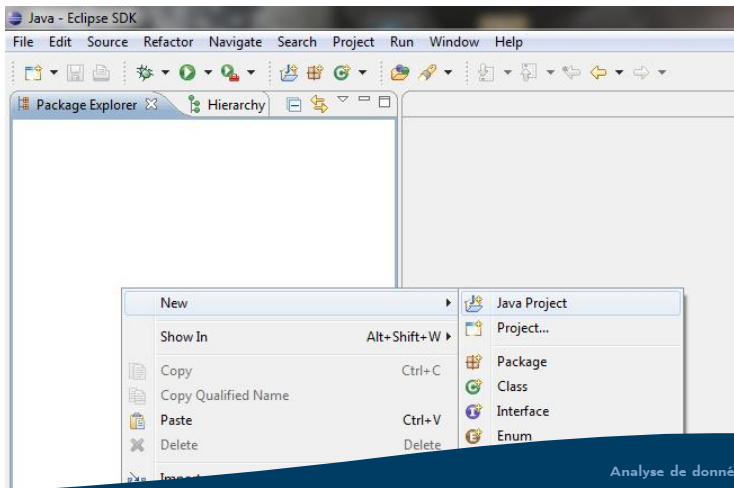 Java - Eclipse SDK
File Edit Source Refactor Navigate Search Project Run Window Help
Package Explorer Hierarchy
New Java Project
Project...
Show In Alt+Shift+W
Package
Copy Ctrl+C
Class
Copy Qualified Name
Interface
Paste Ctrl+V
Enum
Delete Delete
Analyse de donné